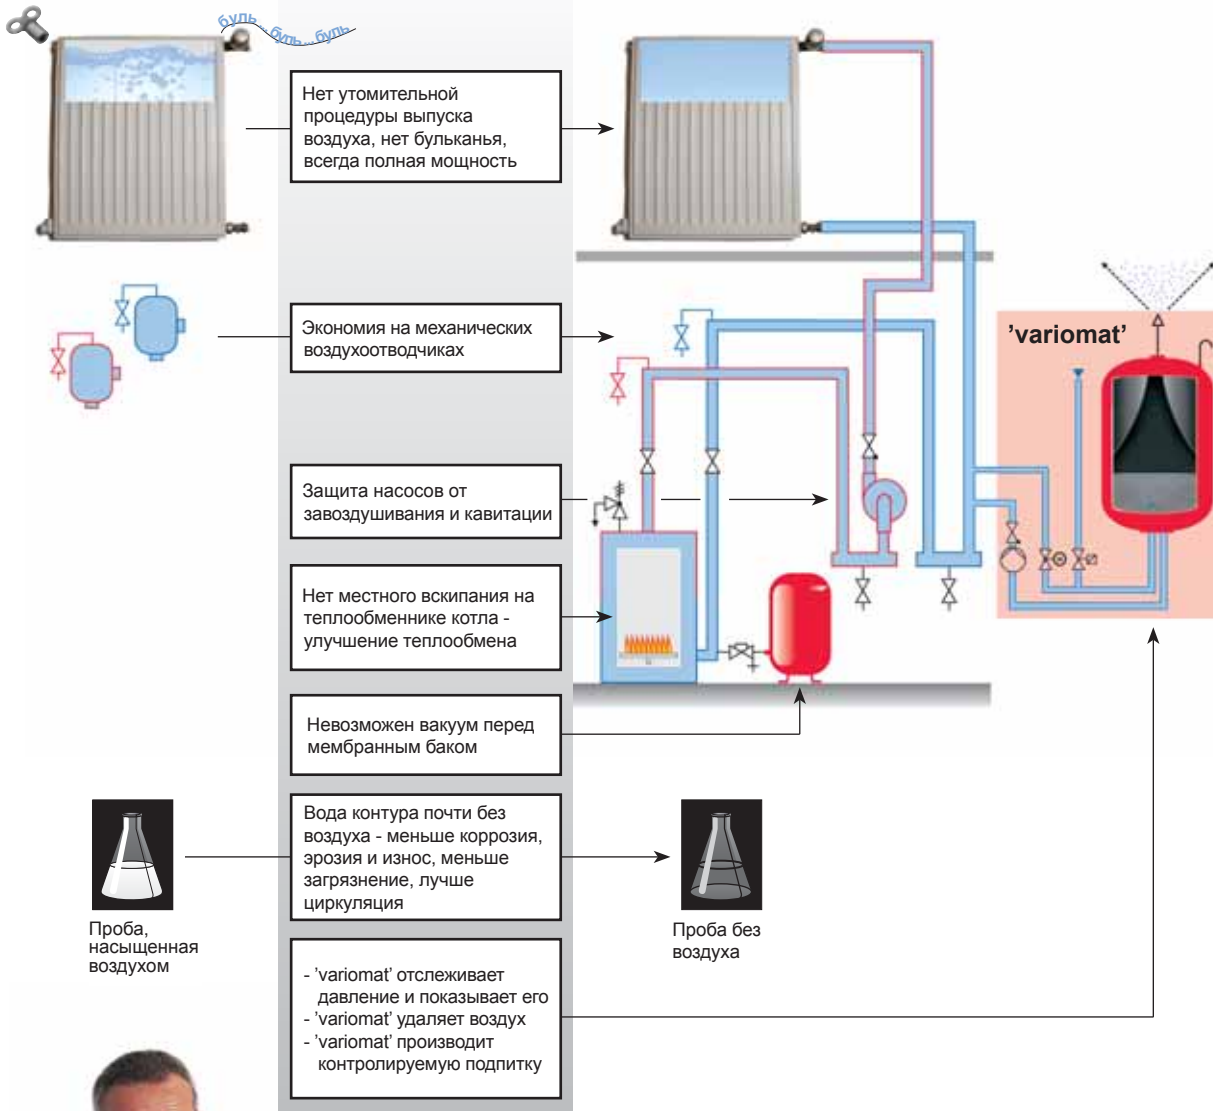 буль... буль... буль
Нет утомительной
процедуры выпуска
воздуха, нет бульканья,
всегда полная мощность
Экономия на механических
воздухоотводчиках
'variomat'
Защита насосов от
завоздушивания и кавитации
Нет местного вскипания на
теплообменнике котла -
улучшение теплообмена
Невозможен вакуум перед
мембранным баком
Вода контура почти без
воздуха - меньше коррозия,
эрозия и износ, меньше
загрязнение, лучше
циркуляция
Проба,
насыщенная
воздухом
Проба без
воздуха
- 'variomat' отслеживает
давление и показывает его
- 'variomat' удаляет воздух
- 'variomat' производит
контролируемую подпитку